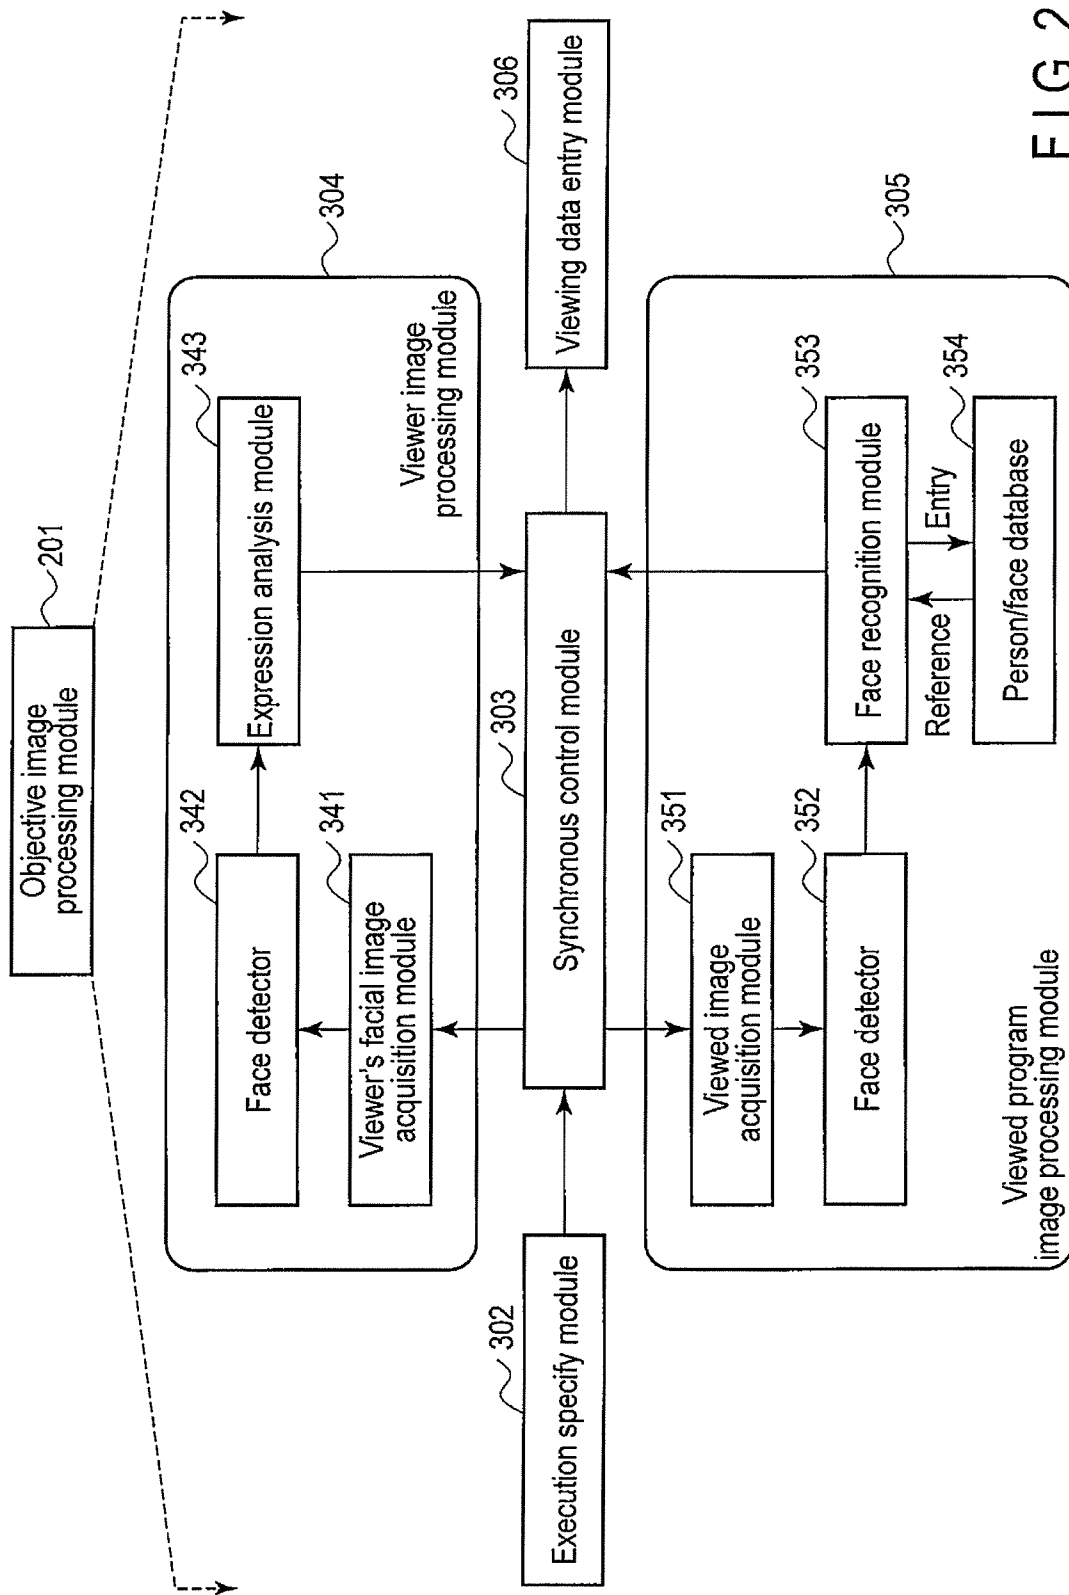 Objective image
processing module
201
304
342
Face detector
343
Expression analysis module
341
Viewer's facial image
acquisition module
Viewer image
processing module
302
Execution specify module
303
Synchronous control module
306
Viewing data entry module
305
351
Viewed image
acquisition module
352
Face detector
353
Face recognition module
Reference
Entry
354
Person/face database
Viewed program
image processing module
FIG. 2